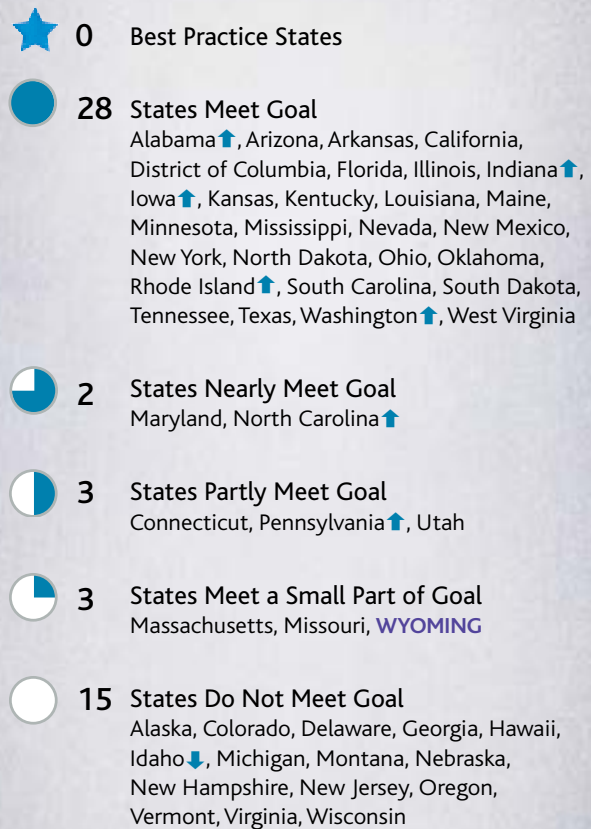 0 Best Practice States
28 States Meet Goal
Alabama⬆, Arizona, Arkansas, California,
District of Columbia, Florida, Illinois, Indiana⬆,
Iowa⬆, Kansas, Kentucky, Louisiana, Maine,
Minnesota, Mississippi, Nevada, New Mexico,
New York, North Dakota, Ohio, Oklahoma,
Rhode Island⬆, South Carolina, South Dakota,
Tennessee, Texas, Washington⬆, West Virginia
2 States Nearly Meet Goal
Maryland, North Carolina⬆
3 States Partly Meet Goal
Connecticut, Pennsylvania⬆, Utah
3 States Meet a Small Part of Goal
Massachusetts, Missouri, WYOMING
15 States Do Not Meet Goal
Alaska, Colorado, Delaware, Georgia, Hawaii,
Idaho⬇, Michigan, Montana, Nebraska,
New Hampshire, New Jersey, Oregon,
Vermont, Virginia, Wisconsin